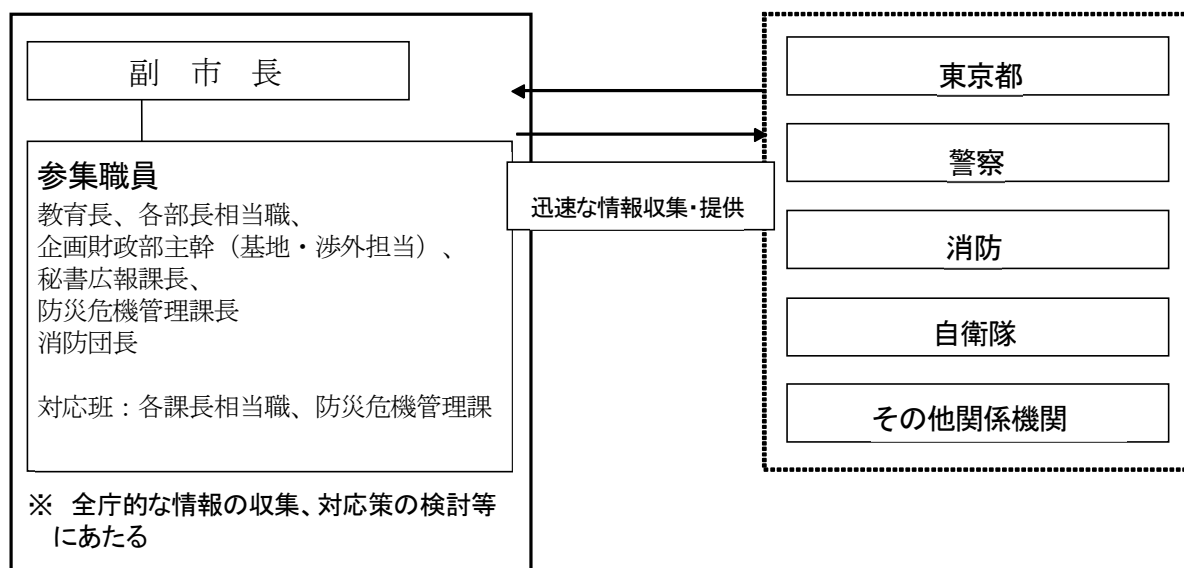 副 市 長
参集職員
教育長、各部長相当職、
企画財政部主幹（基地・渉外担当）、
秘書広報課長、
防災危機管理課長
消防団長
対応班：各課長相当職、防災危機管理課
※ 全庁的な情報の収集、対応策の検討等
にあたる
迅速な情報収集・提供
東京都
警察
消防
自衛隊
その他関係機関